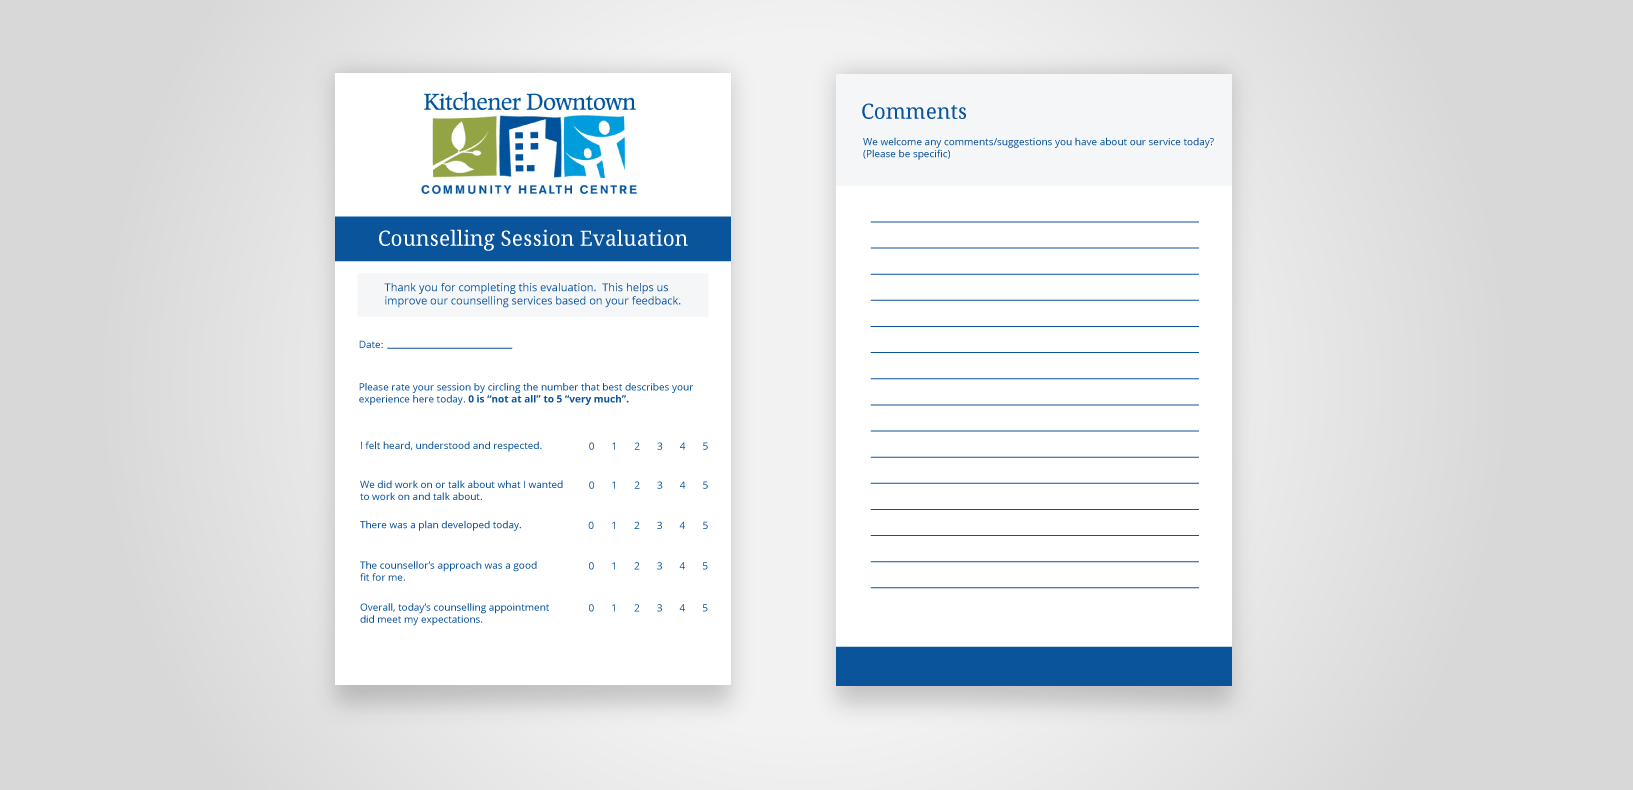 Kitchener Downtown
COMMUNITY HEALTH CENTRE
Counselling Session Evaluation
Thank you for completing this evaluation.  This helps us
improve our counselling services based on your feedback.
Date:
Please rate your session by circling the number that best describes your
experience here today. 0 is “not at all” to 5 “very much”.
I felt heard, understood and respected. 0 1 2 3 4 5
We did work on or talk about what I wanted 0 1 2 3 4 5
to work on and talk about.
There was a plan developed today. 0 1 2 3 4 5
The counsellor’s approach was a good 0 1 2 3 4 5
fit for me.
Overall, today’s counselling appointment 0 1 2 3 4 5
did meet my expectations.
Comments
We welcome any comments/suggestions you have about our service today?
(Please be specific)